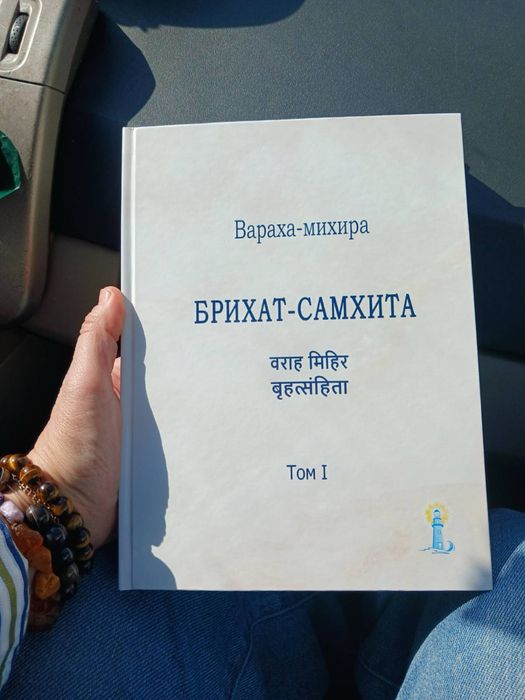 Вараха-михира
БРИХАТ-САМХИТА
वराह मिहिर
बृहत्संहिता
Том I